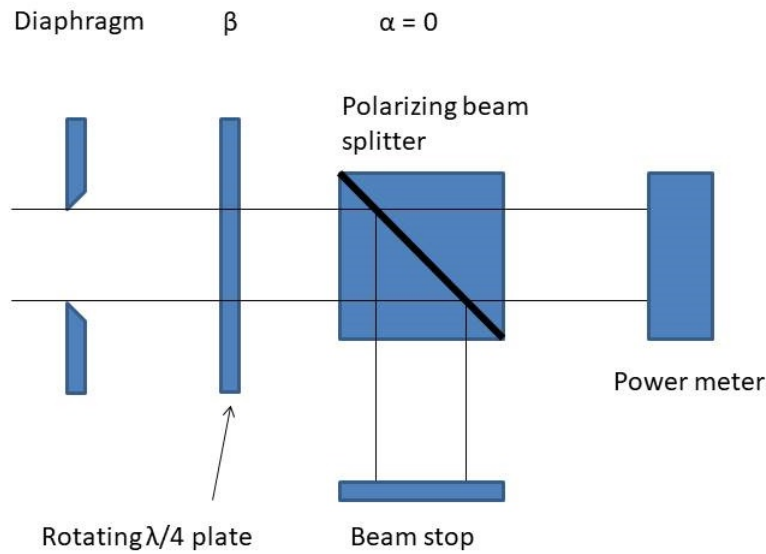 Diaphragm
β
α = 0
Polarizing beam
splitter
Power meter
Rotating λ/4 plate
Beam stop